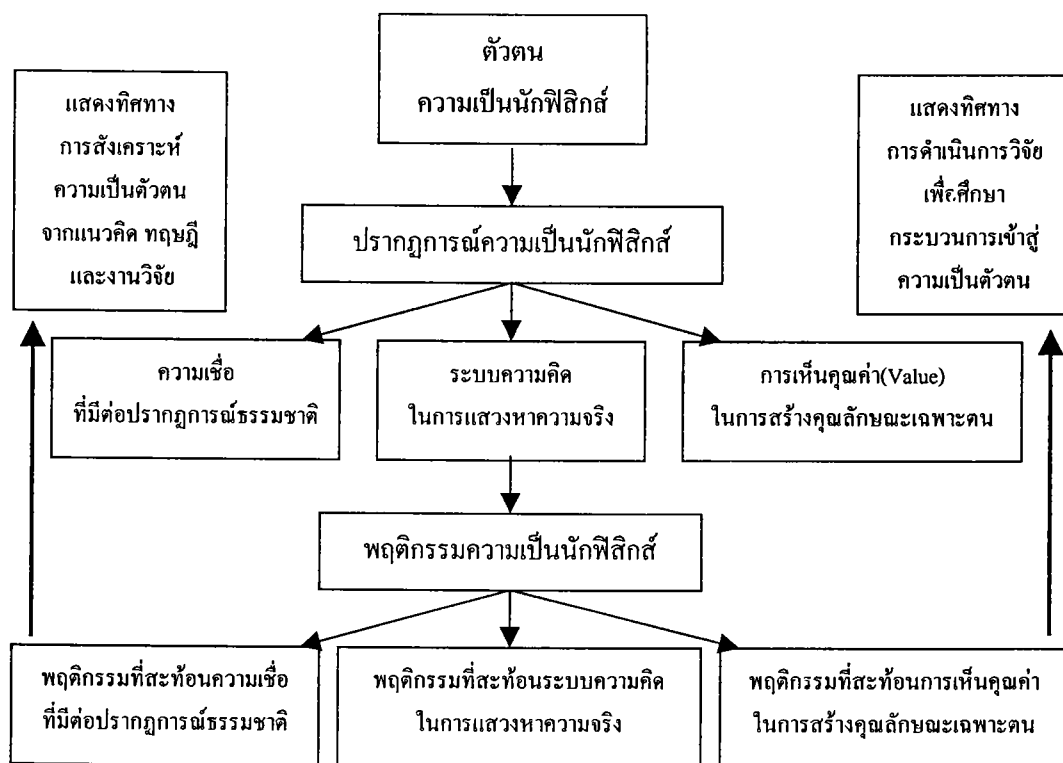 ตัวตน
ความเป็นนักฟิสิกส์
แสดงทิศทาง
การสังเคราะห์
ความเป็นตัวตน
จากแนวคิด ทฤษฎี
และงานวิจัย
แสดงทิศทาง
การดำเนินการวิจัย
เพื่อศึกษา
กระบวนการเข้าสู่
ความเป็นตัวตน
ปรากฏการณ์ความเป็นนักฟิสิกส์
ความเชื่อ
ที่มีต่อปรากฏการณ์ธรรมชาติ
ระบบความคิด
ในการแสวงหาความจริง
การเห็นคุณค่า(Value)
ในการสร้างคุณลักษณะเฉพาะตน
พฤติกรรมความเป็นนักฟิสิกส์
พฤติกรรมที่สะท้อนความเชื่อ
ที่มีต่อปรากฏการณ์ธรรมชาติ
พฤติกรรมที่สะท้อนระบบความคิด
ในการแสวงหาความจริง
พฤติกรรมที่สะท้อนการเห็นคุณค่า
ในการสร้างคุณลักษณะเฉพาะตน